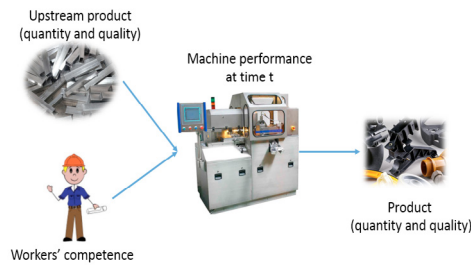 Upstream product
(quantity and quality)
Machine performance
at time t
Workers' competence
Product
(quantity and quality)